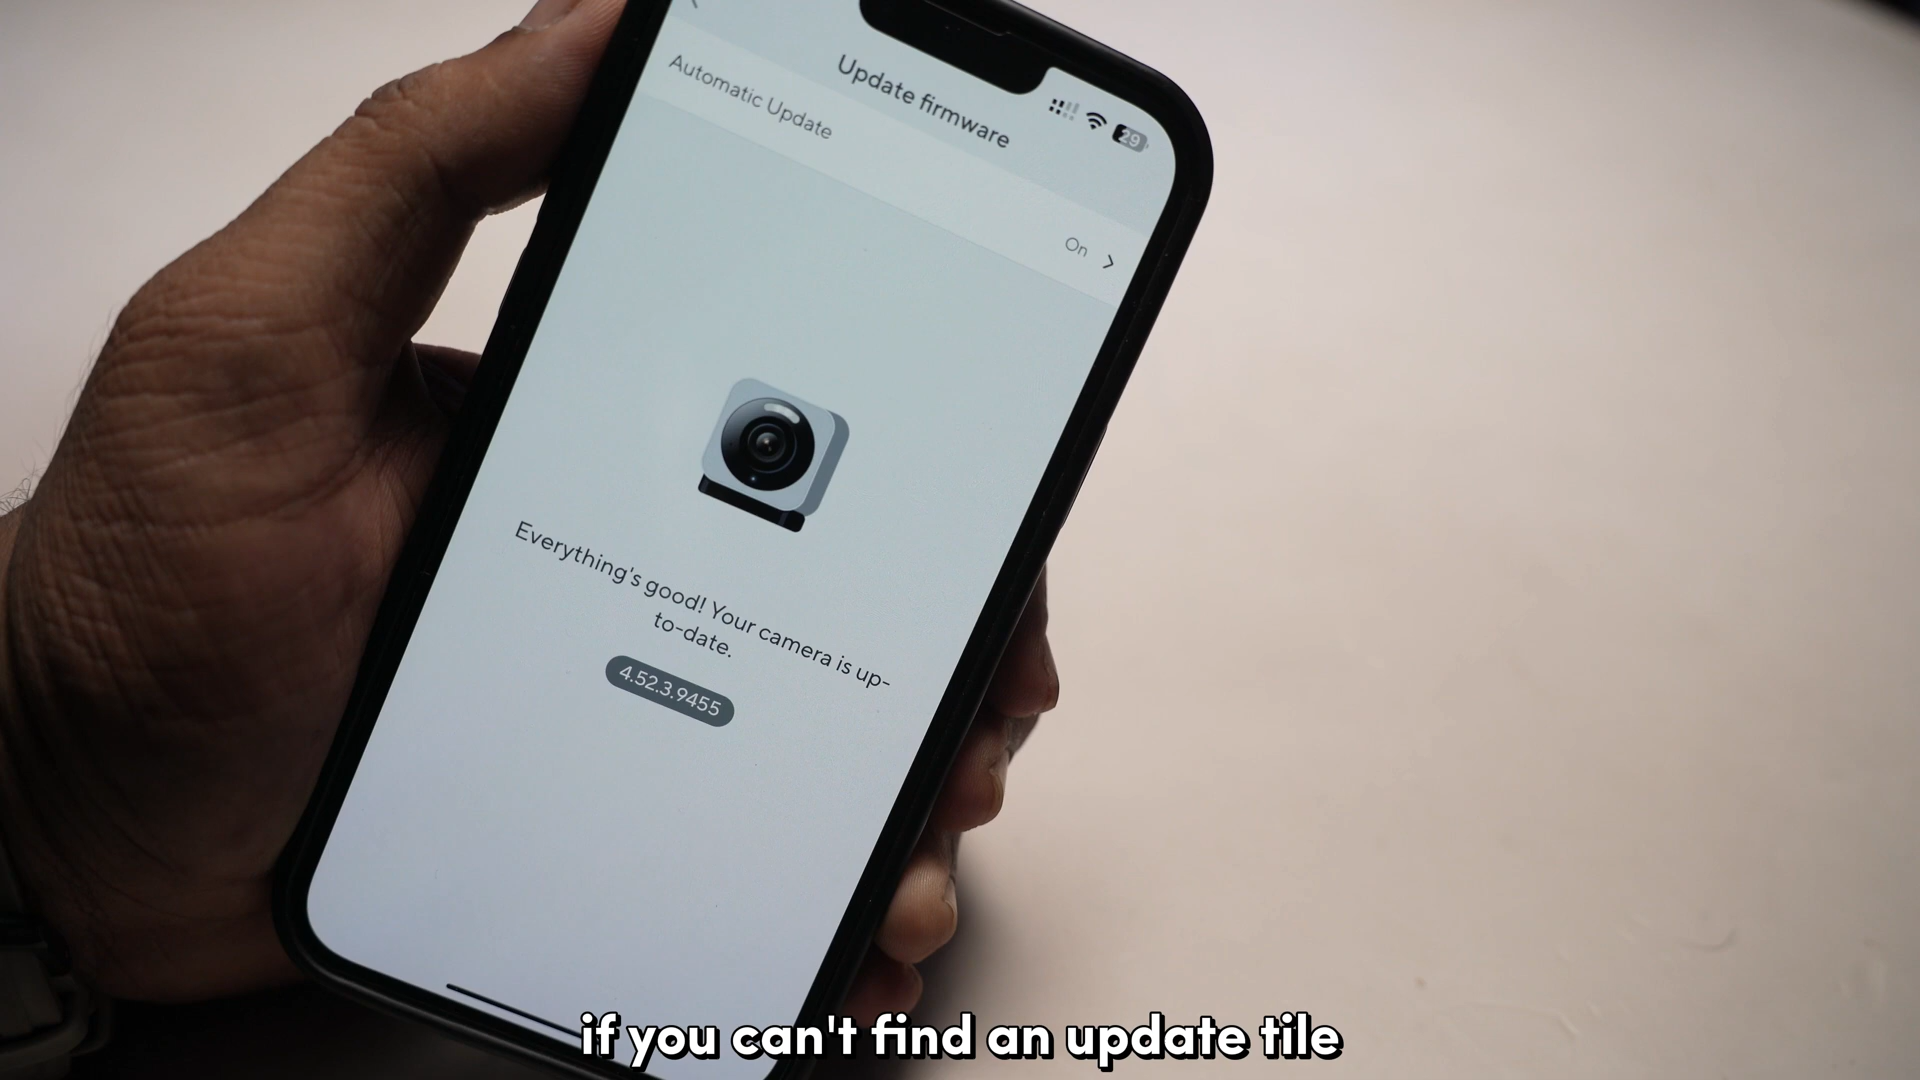 29
Update firmware
Automatic Update
On
Everything's good! Your camera is up-
to-date.
4.52.3.9455
if you can't find an update tile